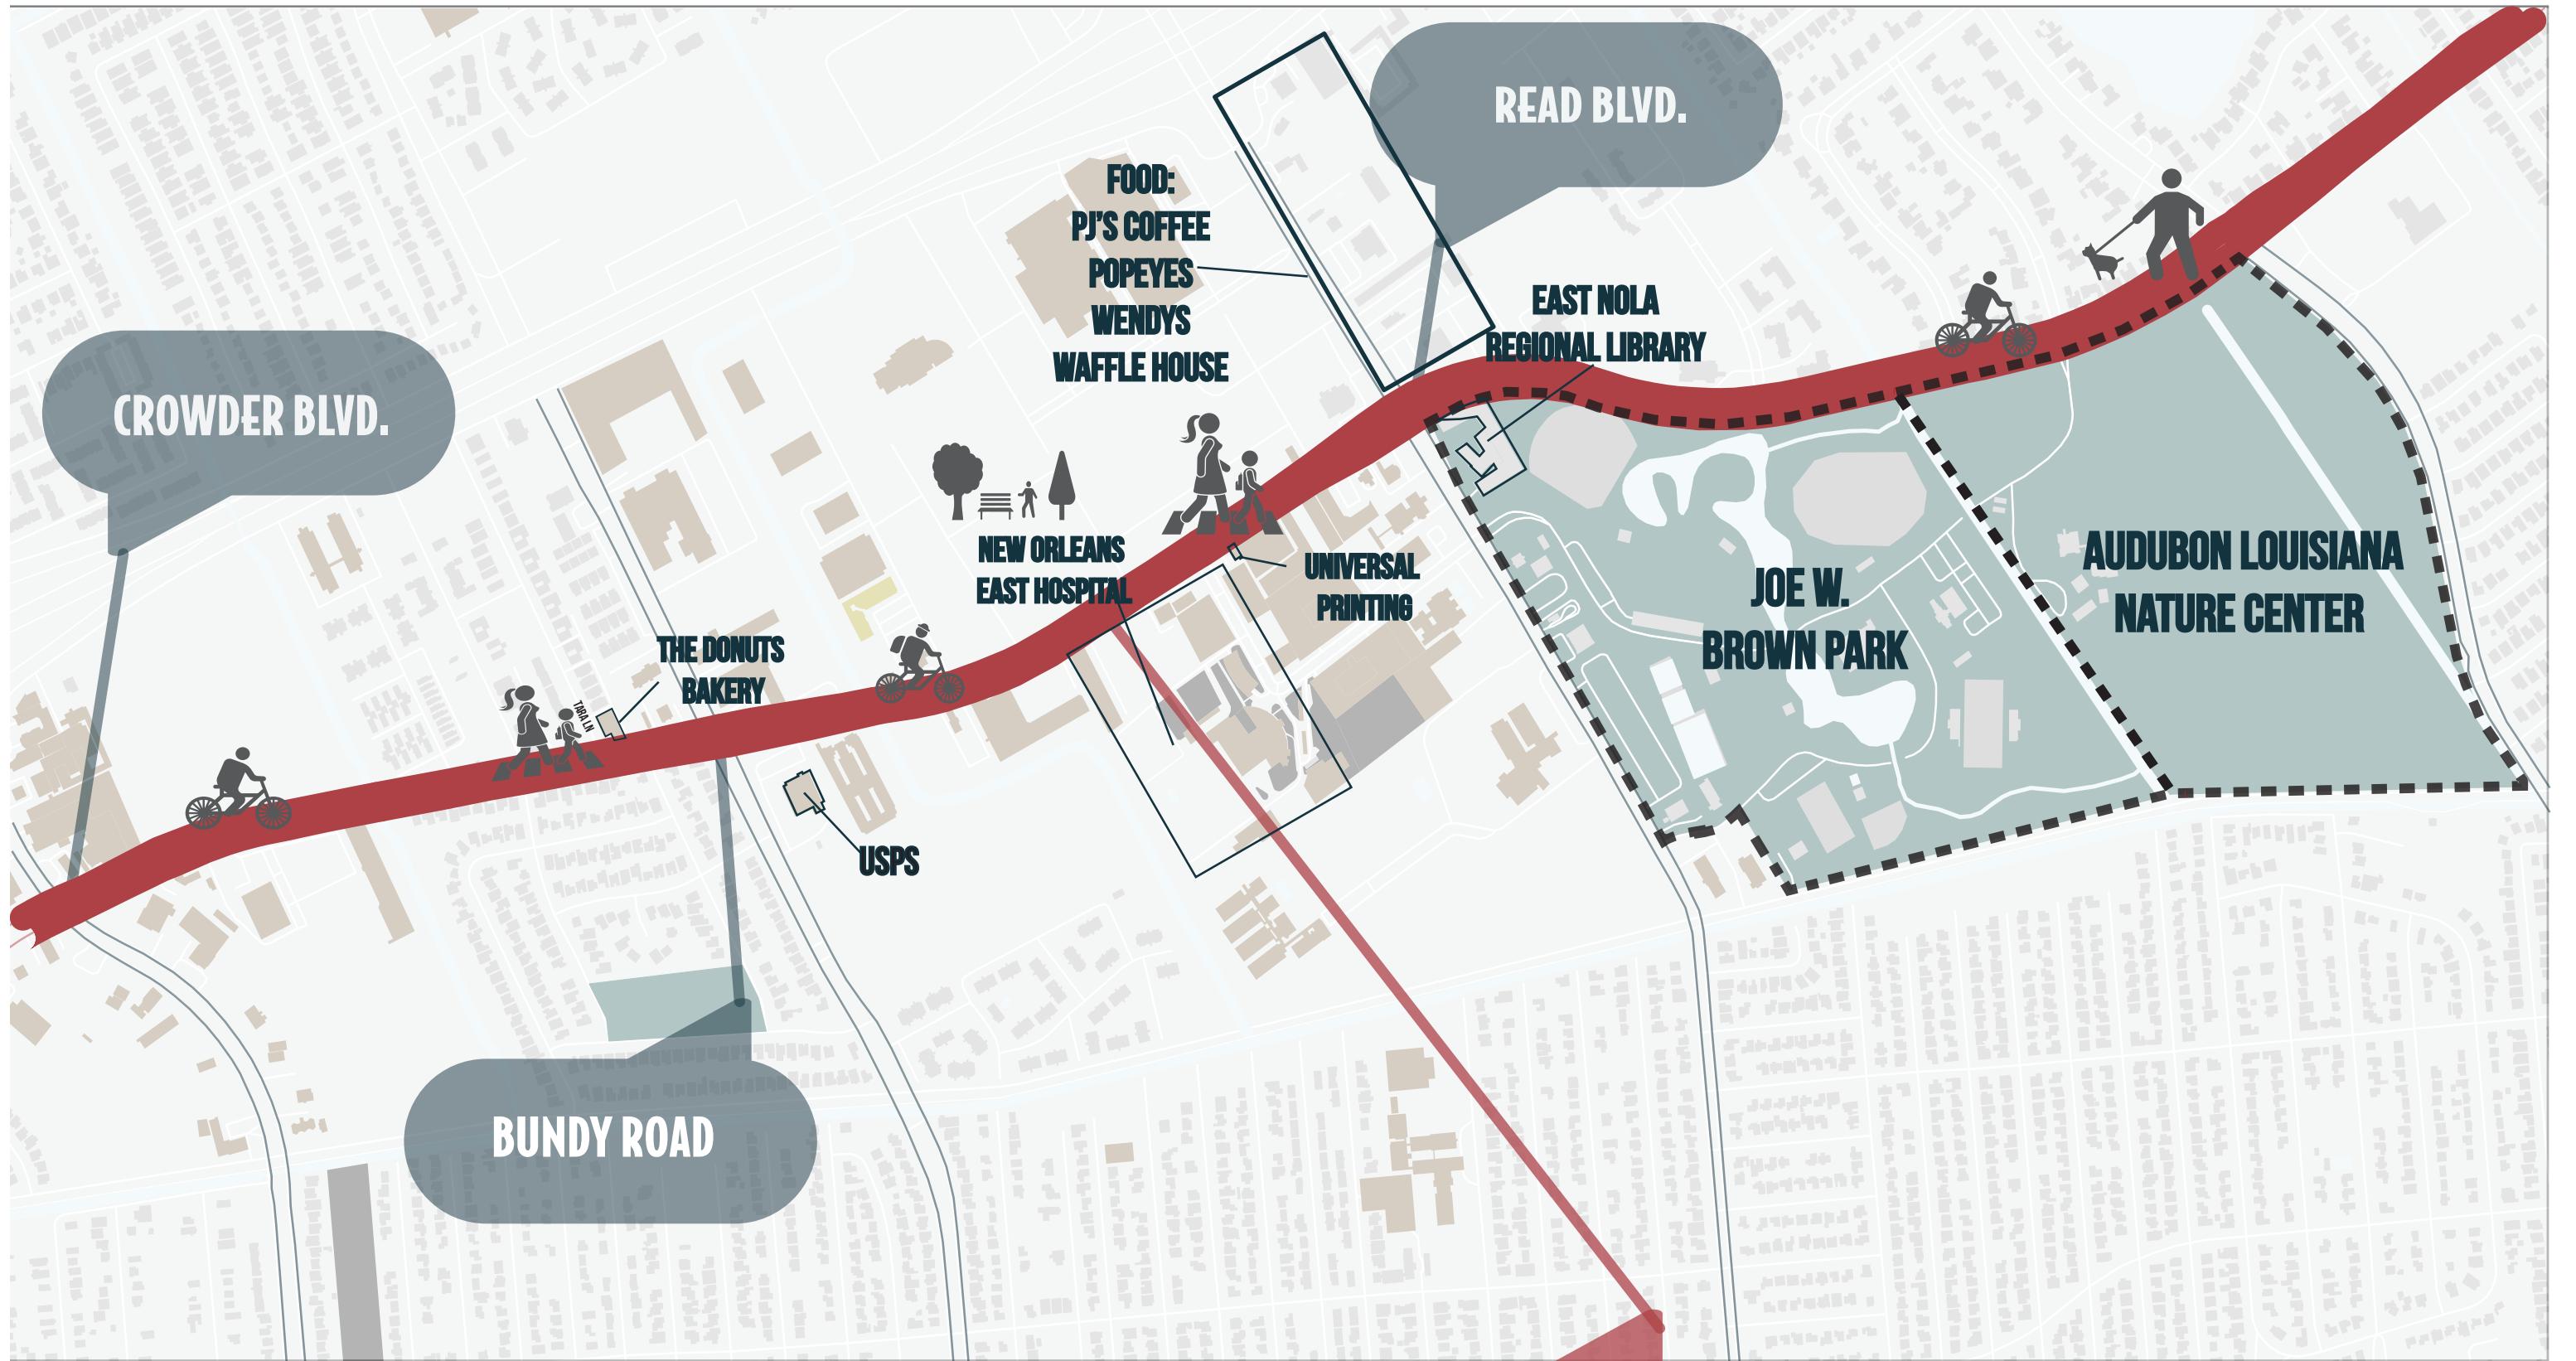 READ BLVD.
FOOD:
PJ'S COFFEE
POPEYES
WENDYS
WAFFLE HOUSE
EAST NOLA
REGIONAL LIBRARY
CROWDER BLVD.
NEW ORLEANS
EAST HOSPITAL
UNIVERSAL
PRINTING
JOE W.
BROWN PARK
AUDUBON LOUISIANA
NATURE CENTER
THE DONUTS
BAKERY
TARA LN
USPS
BUNDY ROAD